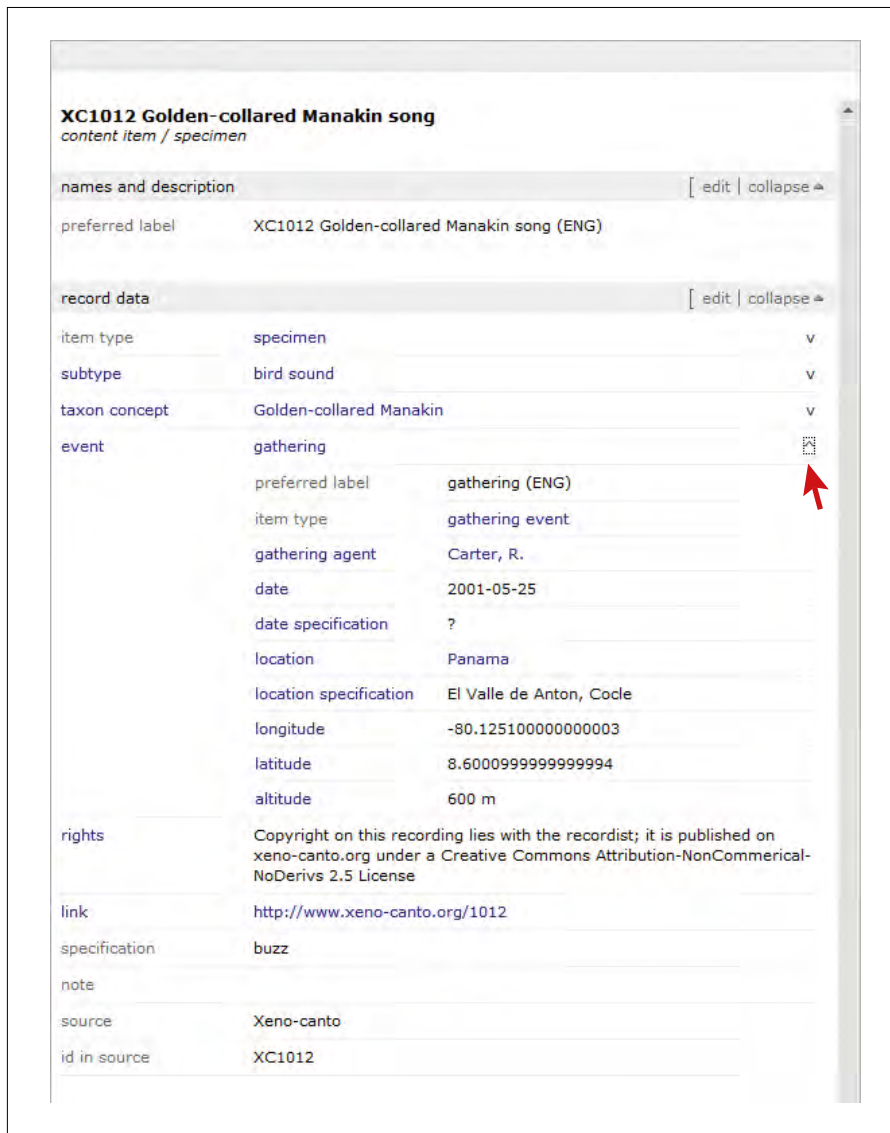 XC1012 Golden-collared Manakin song
content item / specimen
names and description [ edit | collapse
preferred label XC1012 Golden-collared Manakin song (ENG)
record data [ edit | collapse
item type specimen v
subtype bird sound v
taxon concept Golden-collared Manakin v
event gathering ^
preferred label gathering (ENG)
item type gathering event
gathering agent Carter, R.
date 2001-05-25
date specification ?
location Panama
location specification El Valle de Anton, Cocle
longitude -80.125100000000003
latitude 8.6000999999999994
altitude 600 m
rights Copyright on this recording lies with the recordist; it is published on
xeno-canto.org under a Creative Commons Attribution-NonCommerical-
NoDerivs 2.5 License
link http://www.xeno-canto.org/1012
specification buzz
note
source Xeno-canto
id in source XC1012